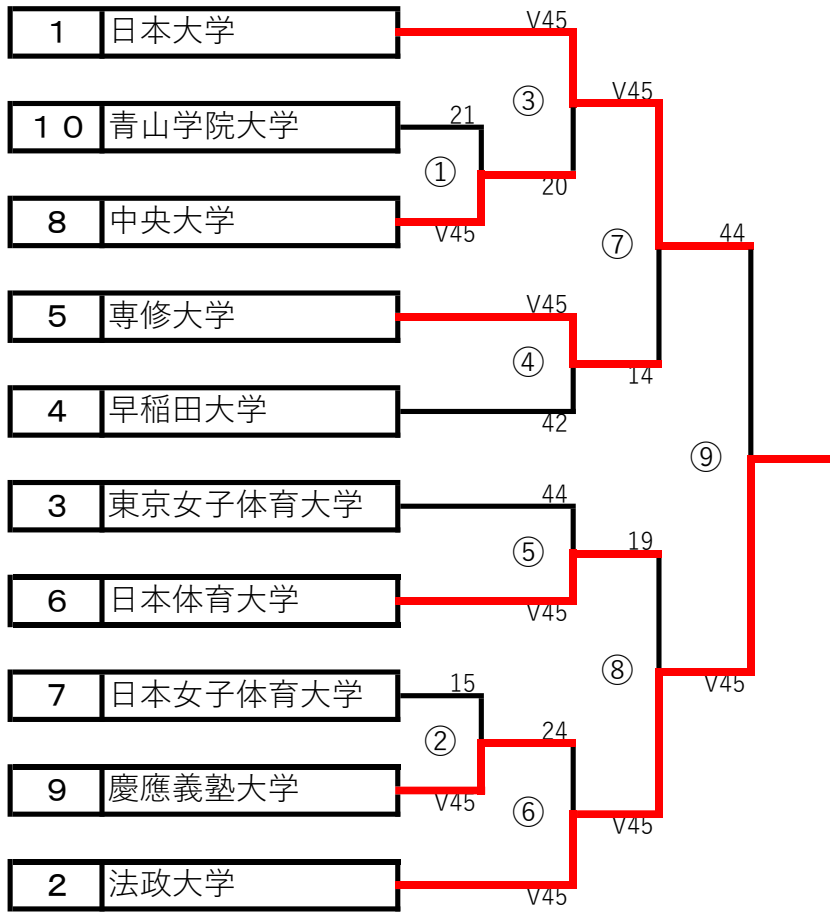 1 日本大学
V45
③
V45
１０ 青山学院大学
21
①
20
8 中央大学
V45
⑦
44
5 専修大学
V45
④
14
4 早稲田大学
42
⑨
3 東京女子体育大学
44
⑤
19
6 日本体育大学
V45
⑧
V45
7 日本女子体育大学
15
②
24
9 慶應義塾大学
V45
⑥
V45
2 法政大学
V45